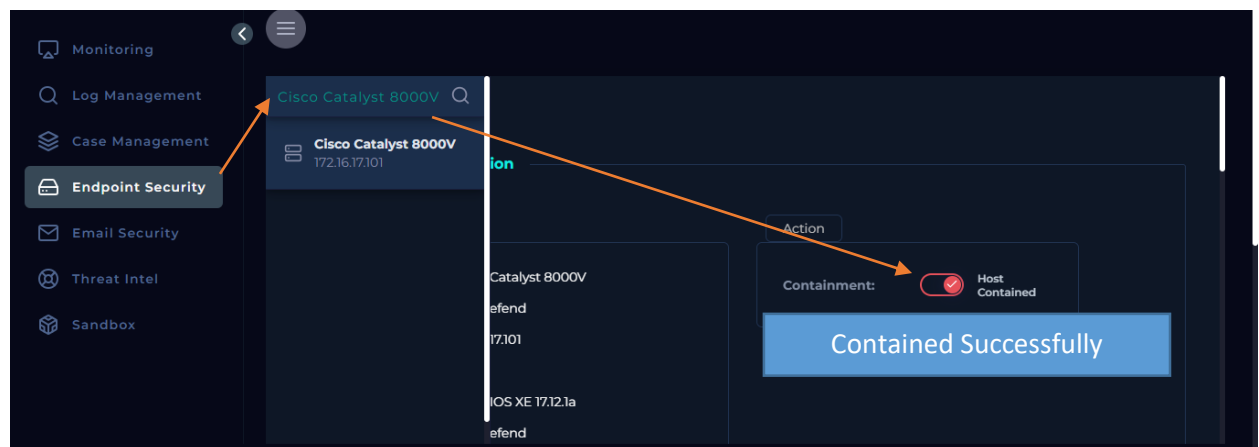 Monitoring
Log Management
Case Management
Endpoint Security
Email Security
Threat Intel
Sandbox
Cisco Catalyst 8000V
Cisco Catalyst 8000V
172.16.17.101
ion
Catalyst 8000V
efend
17.101
IOS XE 17.12.1a
efend
Action
Containment:
Host
Contained
Contained Successfully